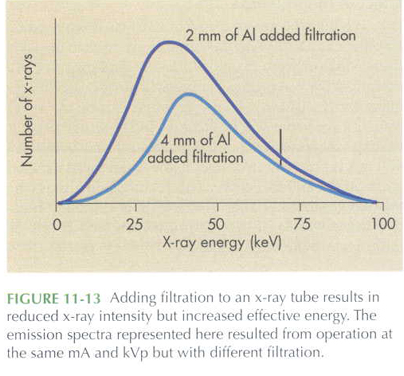 2 mm of Al added filtration
Number of x-rays
4 mm of Al
added filtration
0
25
50
75
100
X-ray energy (keV)
FIGURE 11-13 Adding filtration to an x-ray tube results in
reduced x-ray intensity but increased effective energy. The
emission spectra represented here resulted from operation at
the same mA and kVp but with different filtration.